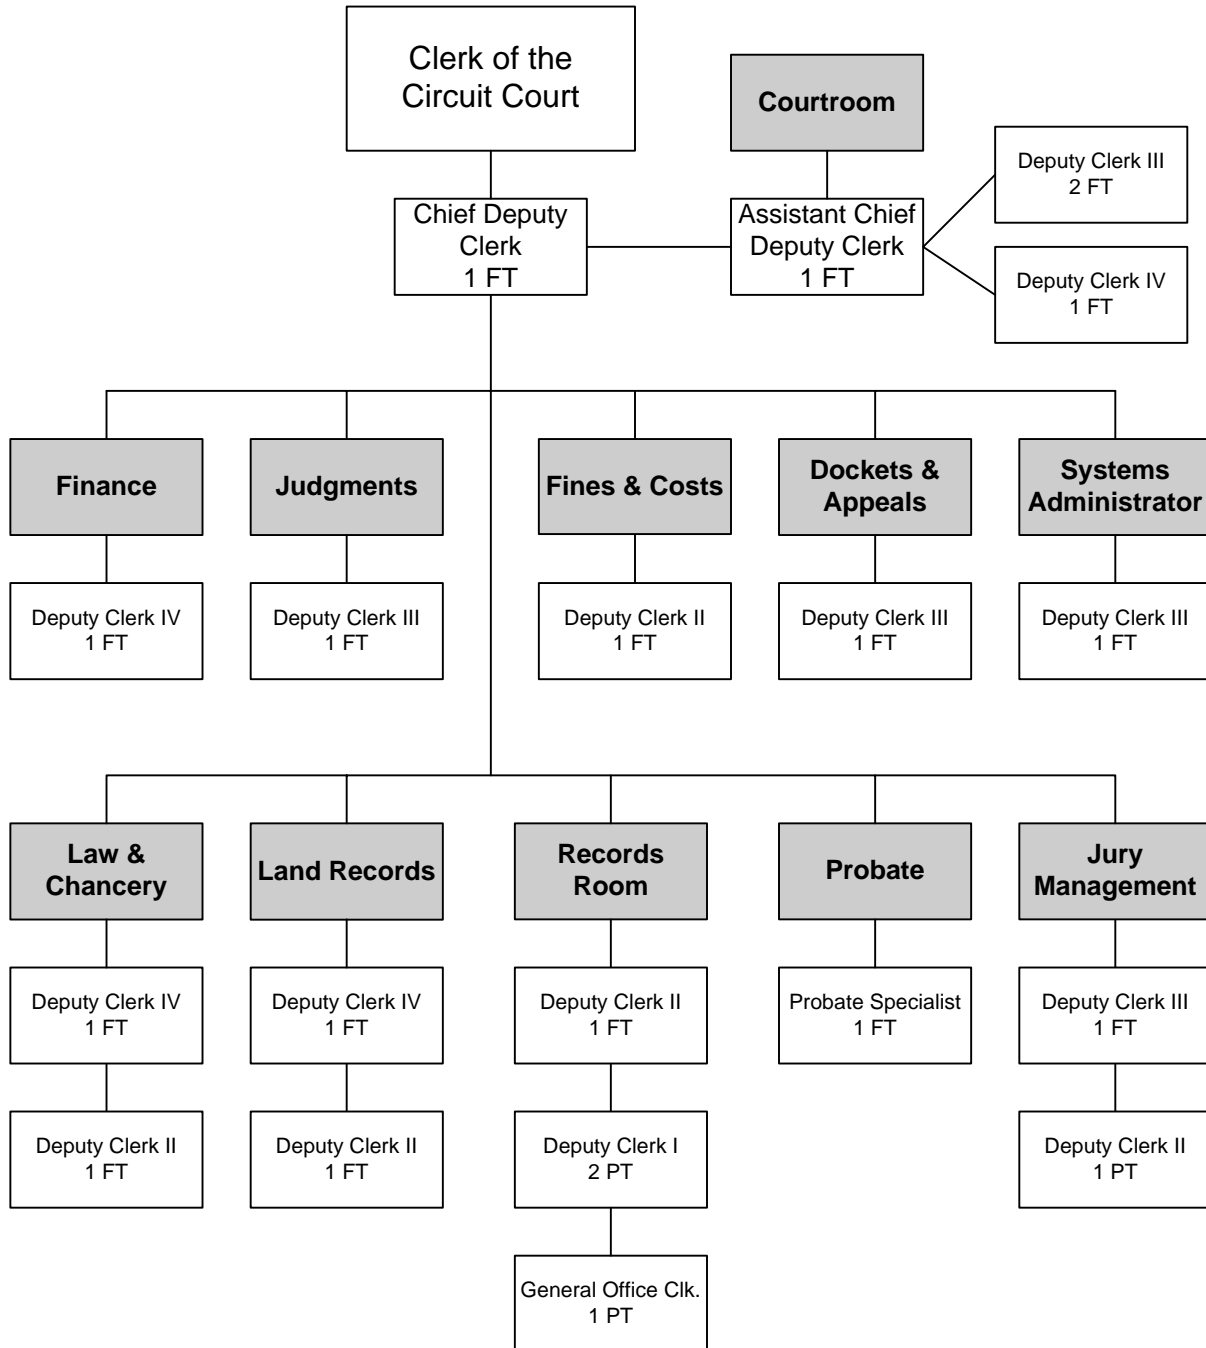 Clerk of the
Circuit Court
Courtroom
Deputy Clerk III
2 FT
Chief Deputy
Clerk
1 FT
Assistant Chief
Deputy Clerk
1 FT
Deputy Clerk IV
1 FT
Finance
Judgments
Fines & Costs
Dockets &
Appeals
Systems
Administrator
Deputy Clerk IV
1 FT
Deputy Clerk III
1 FT
Deputy Clerk II
1 FT
Deputy Clerk III
1 FT
Deputy Clerk III
1 FT
Law &
Chancery
Land Records
Records
Room
Probate
Jury
Management
Deputy Clerk IV
1 FT
Deputy Clerk IV
1 FT
Deputy Clerk II
1 FT
Probate Specialist
1 FT
Deputy Clerk III
1 FT
Deputy Clerk II
1 FT
Deputy Clerk II
1 FT
Deputy Clerk I
2 PT
Deputy Clerk II
1 PT
General Office Clk.
1 PT